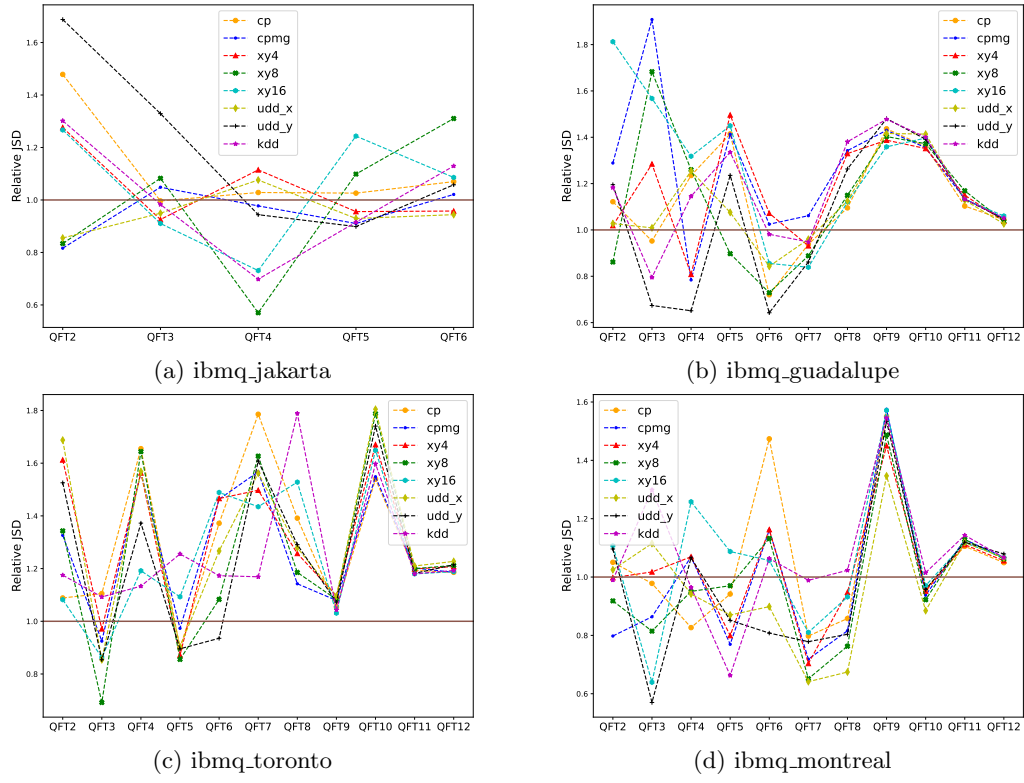 1.6
1.4
1.2
1.0
0.8
0.6
Relative JSD
cp
cpmg
xy4
xy8
xy16
udd_x
udd_y
kdd
QFT2 QFT3 QFT4 QFT5 QFT6
(a) ibmq_jakarta
1.8
1.6
1.4
1.2
1.0
0.8
0.6
Relative JSD
cp
cpmg
xy4
xy8
xy16
udd_x
udd_y
kdd
QFT2 QFT3 QFT4 QFT5 QFT6 QFT7 QFT8 QFT9 QFT10 QFT11 QFT12
(b) ibmq_guadalupe
1.8
1.6
1.4
1.2
1.0
0.8
Relative JSD
cp
cpmg
xy4
xy8
xy16
udd_x
udd_y
kdd
QFT2 QFT3 QFT4 QFT5 QFT6 QFT7 QFT8 QFT9 QFT10 QFT11 QFT12
(c) ibmq_toronto
1.6
1.4
1.2
1.0
0.8
0.6
Relative JSD
cp
cpmg
xy4
xy8
xy16
udd_x
udd_y
kdd
QFT2 QFT3 QFT4 QFT5 QFT6 QFT7 QFT8 QFT9 QFT10 QFT11 QFT12
(d) ibmq_montreal